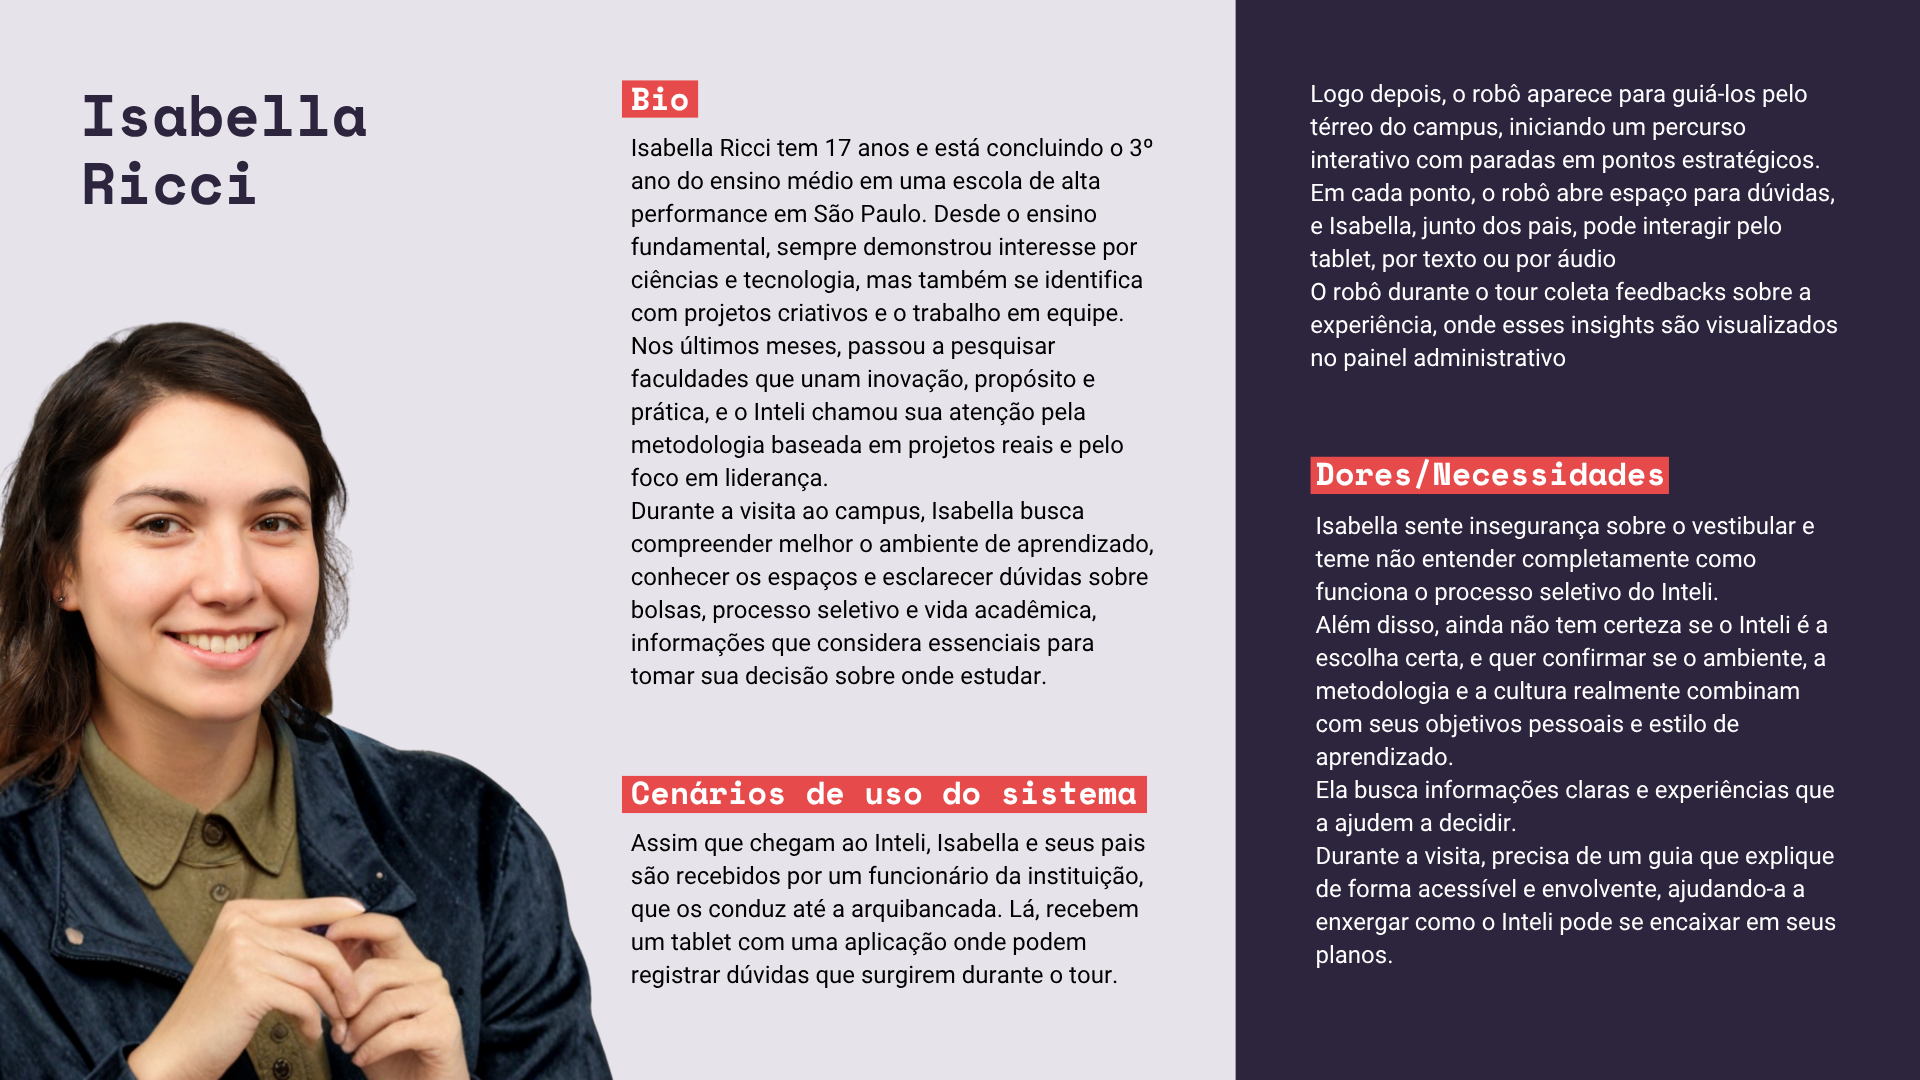 Isabella
Ricci
Bio
Isabella Ricci tem 17 anos e está concluindo o 3º
ano do ensino médio em uma escola de alta
performance em São Paulo. Desde o ensino
fundamental, sempre demonstrou interesse por
ciências e tecnologia, mas também se identifica
com projetos criativos e o trabalho em equipe.
Nos últimos meses, passou a pesquisar
faculdades que unam inovação, propósito e
prática, e o Inteli chamou sua atenção pela
metodologia baseada em projetos reais e pelo
foco em liderança.
Durante a visita ao campus, Isabella busca
compreender melhor o ambiente de aprendizado,
conhecer os espaços e esclarecer dúvidas sobre
bolsas, processo seletivo e vida acadêmica,
informações que considera essenciais para
tomar sua decisão sobre onde estudar.
Cenários de uso do sistema
Assim que chegam ao Inteli, Isabella e seus pais
são recebidos por um funcionário da instituição,
que os conduz até a arquibancada. Lá, recebem
um tablet com uma aplicação onde podem
registrar dúvidas que surgirem durante o tour.
Logo depois, o robô aparece para guiá-los pelo
térreo do campus, iniciando um percurso
interativo com paradas em pontos estratégicos.
Em cada ponto, o robô abre espaço para dúvidas,
e Isabella, junto dos pais, pode interagir pelo
tablet, por texto ou por áudio
O robô durante o tour coleta feedbacks sobre a
experiência, onde esses insights são visualizados
no painel administrativo
Dores/Necessidades
Isabella sente insegurança sobre o vestibular e
teme não entender completamente como
funciona o processo seletivo do Inteli.
Além disso, ainda não tem certeza se o Inteli é a
escolha certa, e quer confirmar se o ambiente, a
metodologia e a cultura realmente combinam
com seus objetivos pessoais e estilo de
aprendizado.
Ela busca informações claras e experiências que
a ajudem a decidir.
Durante a visita, precisa de um guia que explique
de forma acessível e envolvente, ajudando-a a
enxergar como o Inteli pode se encaixar em seus
planos.